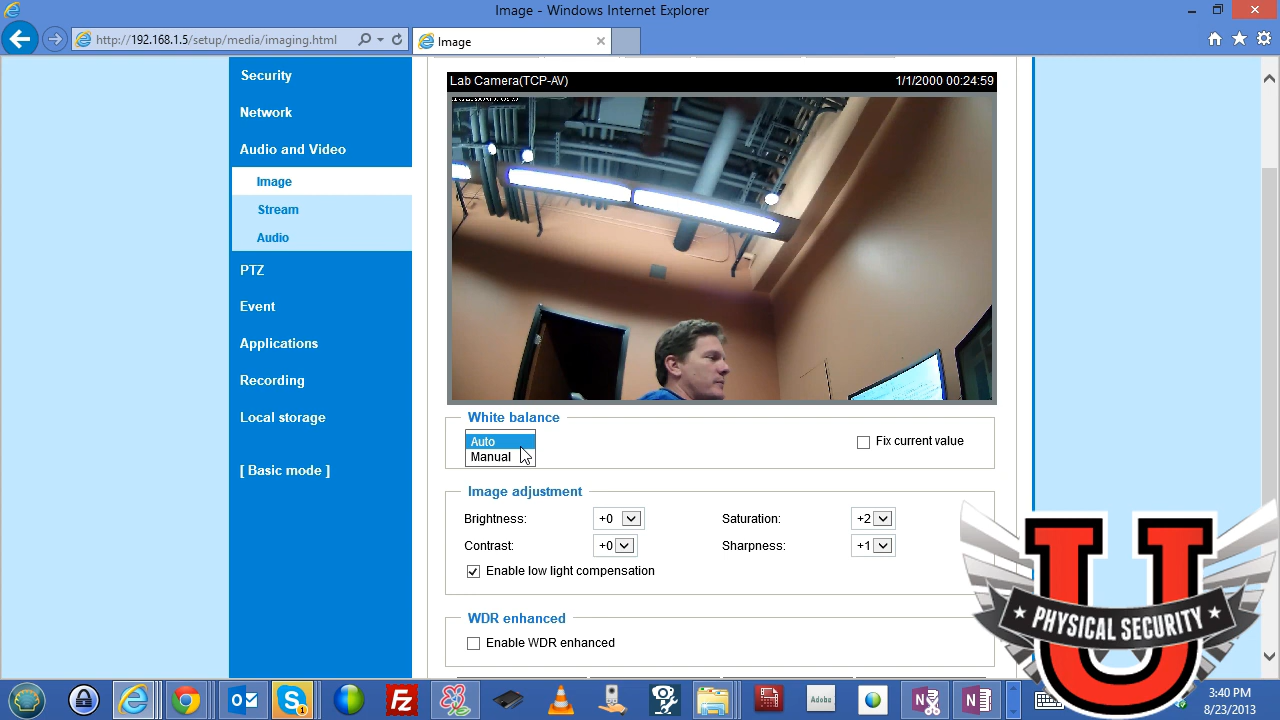 Image - Windows Internet Explorer
http://192.168.1.5/setup/media/imaging.html
Image
Security
Network
Audio and Video
Image
Stream
Audio
PTZ
Event
Applications
Recording
Local storage
[ Basic mode ]
Lab Camera(TCP-AV)
1/1/2000 00:24:59
White balance
Auto
Manual
Fix current value
Image adjustment
Brightness: +0
Saturation: +2
Contrast: +0
Sharpness: +1
Enable low light compensation
WDR enhanced
Enable WDR enhanced
U
PHYSICAL SECURITY
Adobe
3:40 PM
8/23/2013